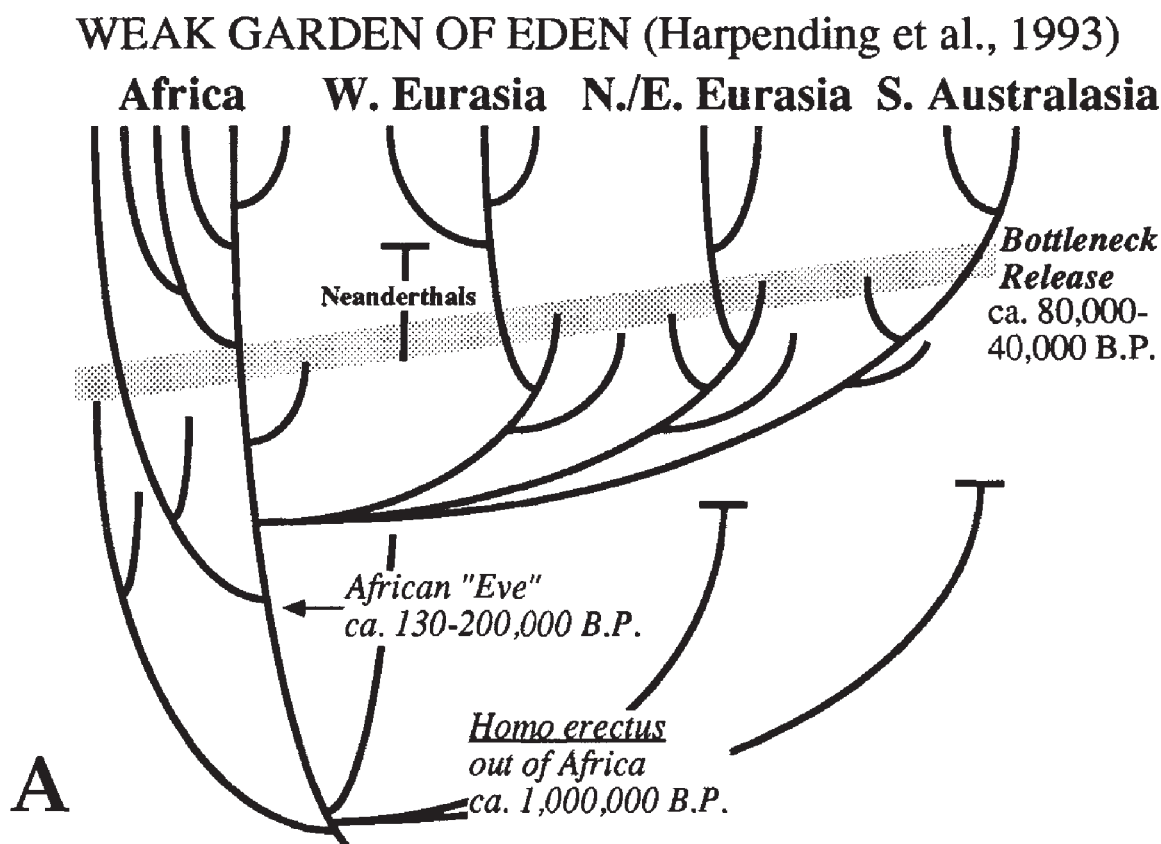 WEAK GARDEN OF EDEN (Harpending et al., 1993)
Africa W. Eurasia N./E. Eurasia S. Australasia
Bottleneck
Release
ca. 80,000-
40,000 B.P.
Neanderthals
African "Eve"
ca. 130-200,000 B.P.
Homo erectus
out of Africa
ca. 1,000,000 B.P.
A